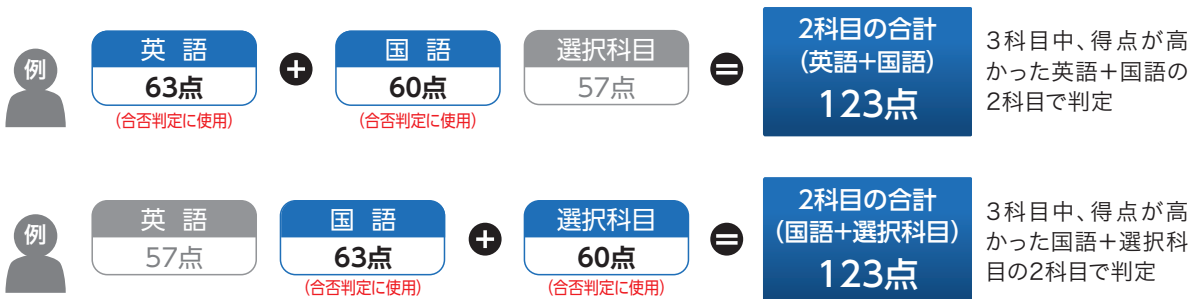 例
英 語
63点
(合否判定に使用)
+
国 語
60点
(合否判定に使用)
選択科目
57点
=
2科目の合計
(英語+国語)
123点
3科目中、得点が高
かった英語+国語の
2科目で判定
例
英 語
57点
国 語
63点
(合否判定に使用)
+
選択科目
60点
(合否判定に使用)
=
2科目の合計
(国語+選択科目)
123点
3科目中、得点が高
かった国語+選択科
目の2科目で判定